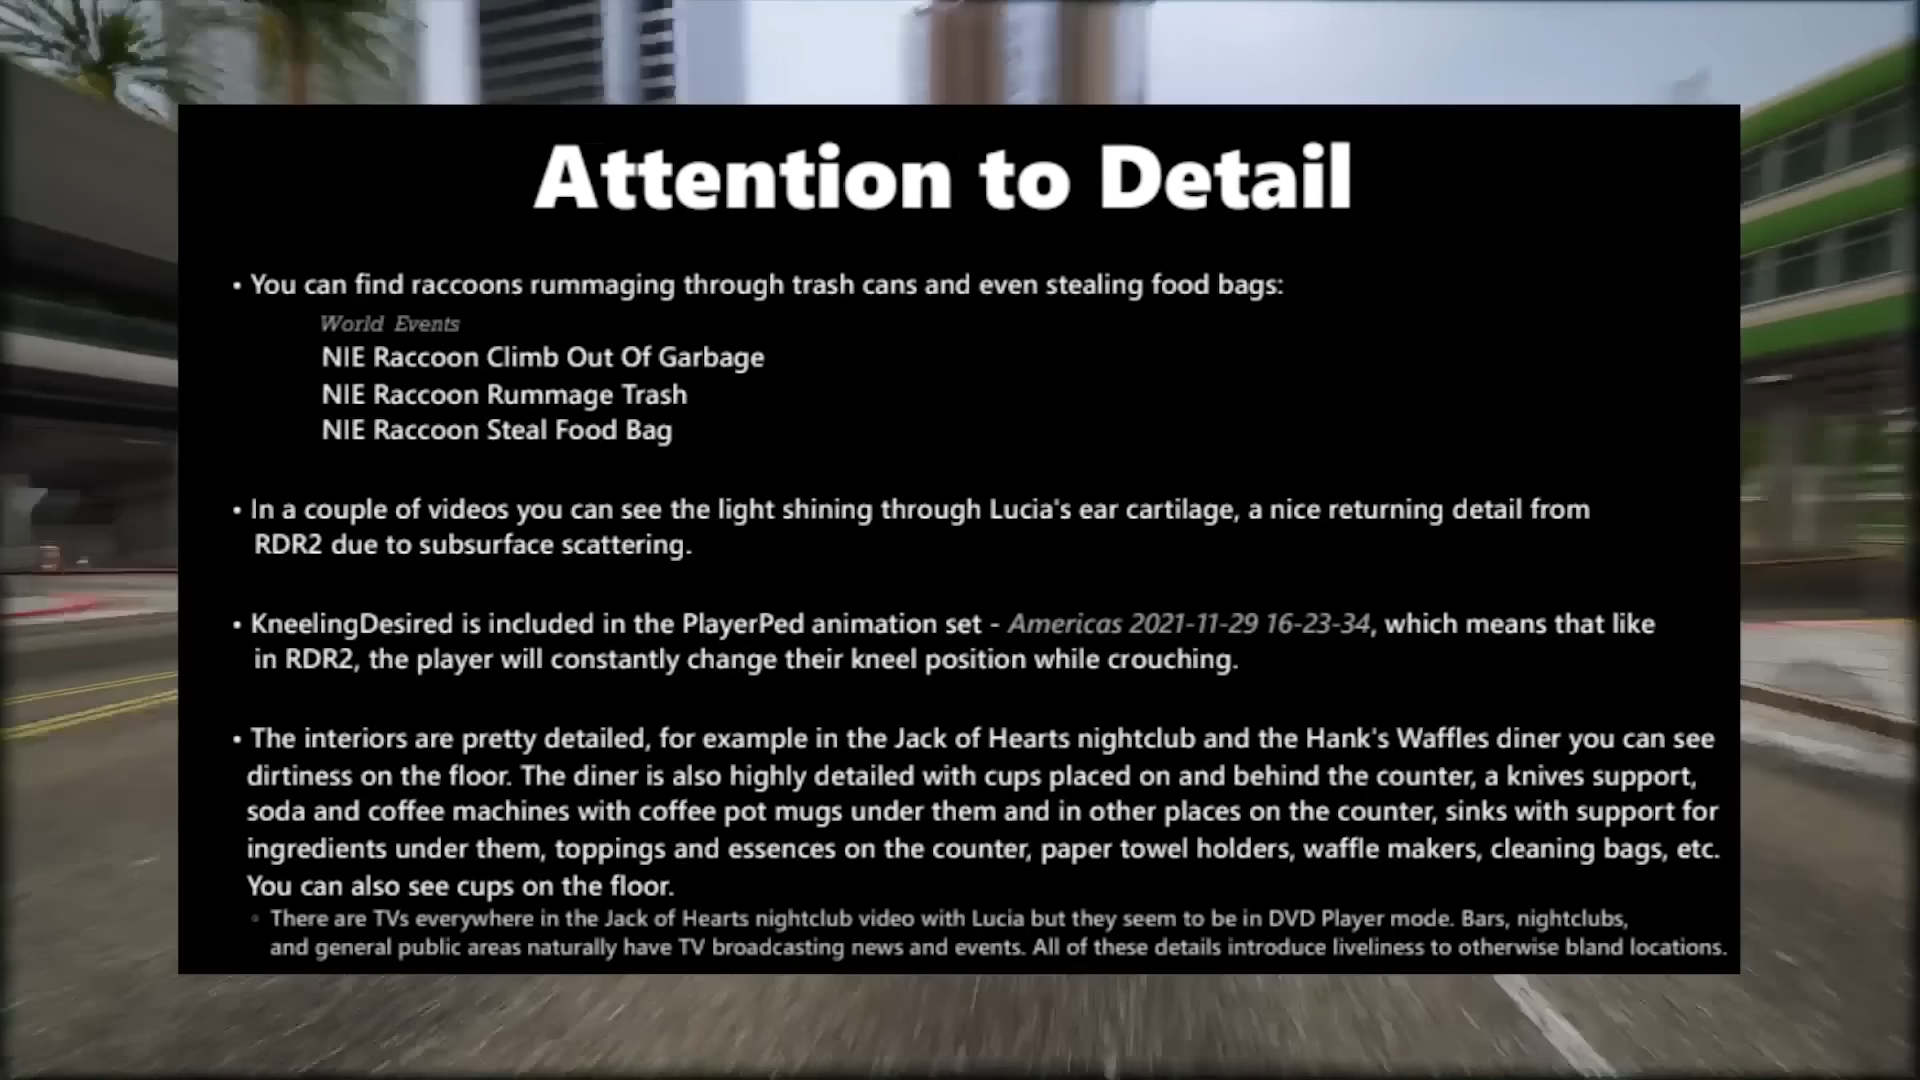 Attention to Detail
• You can find raccoons rummaging through trash cans and even stealing food bags:
World Events
NIE Raccoon Climb Out Of Garbage
NIE Raccoon Rummage Trash
NIE Raccoon Steal Food Bag
• In a couple of videos you can see the light shining through Lucia's ear cartilage, a nice returning detail from
RDR2 due to subsurface scattering.
• KneelingDesired is included in the PlayerPed animation set - Americas 2021-11-29 16-23-34, which means that like
in RDR2, the player will constantly change their kneel position while crouching.
• The interiors are pretty detailed, for example in the Jack of Hearts nightclub and the Hank's Waffles diner you can see
dirtiness on the floor. The diner is also highly detailed with cups placed on and behind the counter, a knives support,
soda and coffee machines with coffee pot mugs under them and in other places on the counter, sinks with support for
ingredients under them, toppings and essences on the counter, paper towel holders, waffle makers, cleaning bags, etc.
You can also see cups on the floor.
◦ There are TVs everywhere in the Jack of Hearts nightclub video with Lucia but they seem to be in DVD Player mode. Bars, nightclubs,
and general public areas naturally have TV broadcasting news and events. All of these details introduce liveliness to otherwise bland locations.